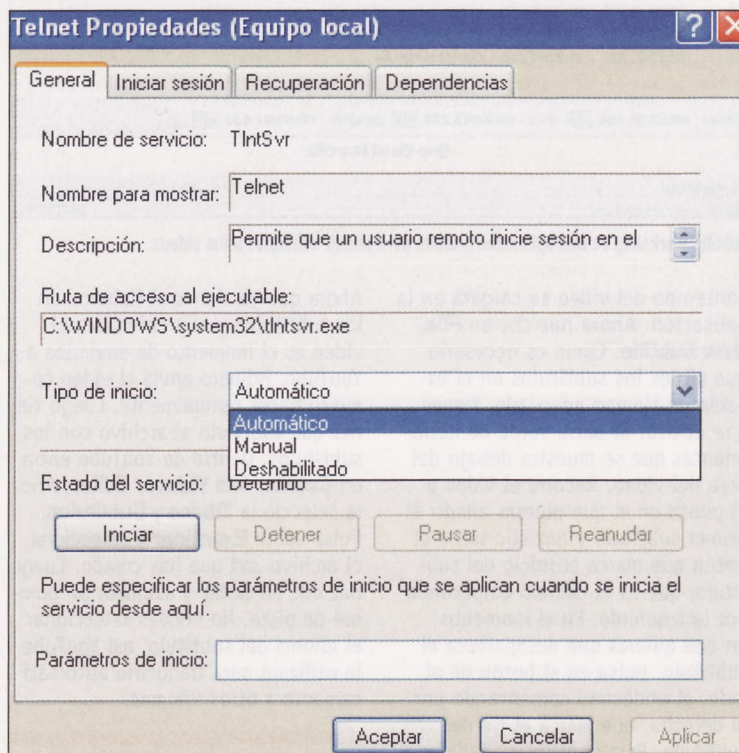 Telnet Propiedades (Equipo local)
General
Iniciar sesión
Recuperación
Dependencias
Nombre de servicio: TlntSvr
Nombre para mostrar: Telnet
Descripción: Permite que un usuario remoto inicie sesión en el
Ruta de acceso al ejecutable:
C:\WINDOWS\system32\tlntsvr.exe
Tipo de inicio: Automático
Automático
Manual
Deshabilitado
Estado del servicio: Detenido
Iniciar
Detener
Pausar
Reanudar
Puede especificar los parámetros de inicio que se aplican cuando se inicia el
servicio desde aquí.
Parámetros de inicio:
Aceptar
Cancelar
Aplicar